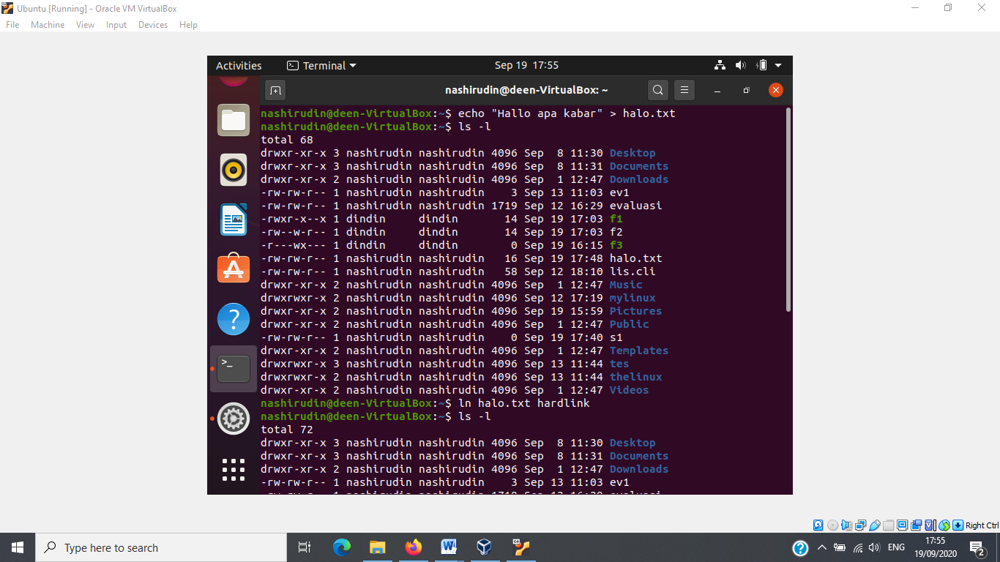 Ubuntu [Running] - Oracle VM VirtualBox
File Machine View Input Devices Help
Activities Terminal Sep 19 17:55
nashirudin@deen-VirtualBox: ~
nashirudin@deen-VirtualBox:~$ echo "Hallo apa kabar" > halo.txt
nashirudin@deen-VirtualBox:~$ ls -l
total 68
drwxr-xr-x 3 nashirudin nashirudin 4096 Sep  8 11:30 Desktop
drwxr-xr-x 3 nashirudin nashirudin 4096 Sep  8 11:31 Documents
drwxr-xr-x 2 nashirudin nashirudin 4096 Sep  1 12:47 Downloads
-rw-rw-r-- 1 nashirudin nashirudin    3 Sep 13 11:03 ev1
-rw-rw-r-- 1 nashirudin nashirudin 1719 Sep 12 16:29 evaluasi
-rwxr-x--x 1 dindin     dindin       14 Sep 19 17:03 f1
-rw--w-r-- 1 dindin     dindin       14 Sep 19 17:03 f2
-r---wx--- 1 dindin     dindin        0 Sep 19 16:15 f3
-rw-rw-r-- 1 nashirudin nashirudin   16 Sep 19 17:48 halo.txt
-rw-rw-r-- 1 nashirudin nashirudin   58 Sep 12 18:10 lis.cli
drwxr-xr-x 2 nashirudin nashirudin 4096 Sep  1 12:47 Music
drwxrwxr-x 2 nashirudin nashirudin 4096 Sep 12 17:19 mylinux
drwxr-xr-x 2 nashirudin nashirudin 4096 Sep 19 15:59 Pictures
drwxr-xr-x 2 nashirudin nashirudin 4096 Sep  1 12:47 Public
-rw-rw-r-- 1 nashirudin nashirudin    0 Sep 19 17:40 s1
drwxr-xr-x 2 nashirudin nashirudin 4096 Sep  1 12:47 Templates
drwxrwxr-x 3 nashirudin nashirudin 4096 Sep 13 11:44 tes
drwxrwxr-x 2 nashirudin nashirudin 4096 Sep 13 11:44 thelinux
drwxr-xr-x 2 nashirudin nashirudin 4096 Sep  1 12:47 Videos
nashirudin@deen-VirtualBox:~$ ln halo.txt hardlink
nashirudin@deen-VirtualBox:~$ ls -l
total 72
drwxr-xr-x 3 nashirudin nashirudin 4096 Sep  8 11:30 Desktop
drwxr-xr-x 3 nashirudin nashirudin 4096 Sep  8 11:31 Documents
drwxr-xr-x 2 nashirudin nashirudin 4096 Sep  1 12:47 Downloads
-rw-rw-r-- 1 nashirudin nashirudin    3 Sep 13 11:03 ev1
Right Ctrl
Type here to search
ENG
17:55
19/09/2020
2